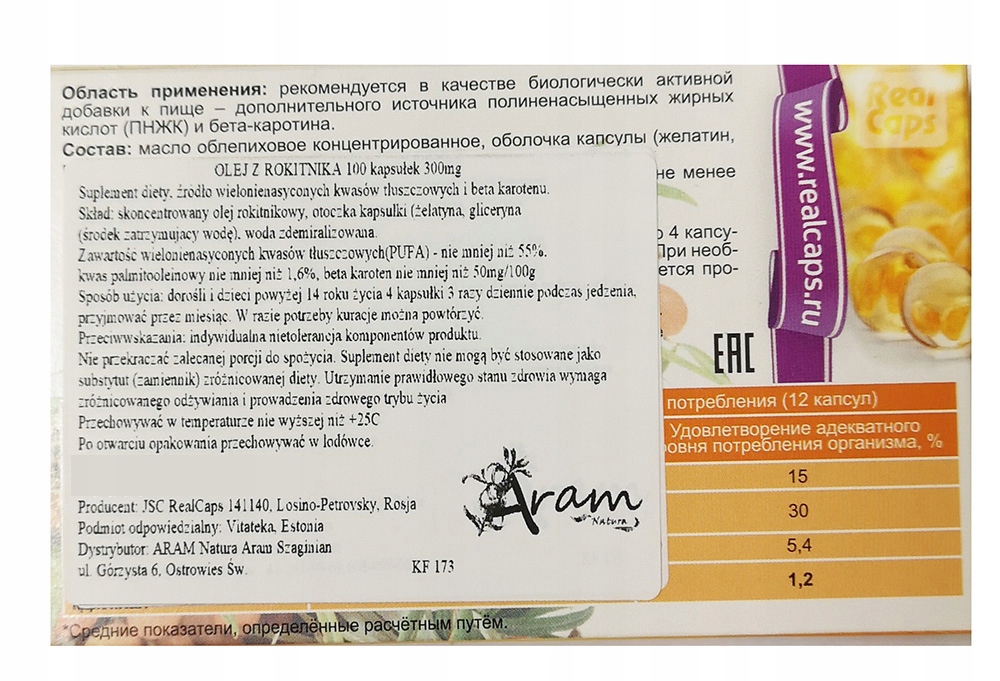 Область применения: рекомендуется в качестве биологически активной
добавки к пище – дополнительного источника полиненасыщенных жирных
кислот (ПНЖК) и бета-каротина.
Состав: масло облепиховое концентрированное, оболочка капсулы (желатин,
не менее
4 капсу-
При необ-
ется про-
OLEJ Z ROKITNIKA 100 kapsułek 300mg
Suplement diety, źródło wielonienasyconych kwasów tłuszczowych i beta karotenu.
Skład: skoncentrowany olej rokitnikowy, otoczka kapsułki (żelatyna, gliceryna
(środek zatrzymujacy wodę), woda zdemiralizowana.
Zawartość wielonienasyconych kwasów tłuszczowych(PUFA) - nie mniej niż 55%.
kwas palmitooleinowy nie mniej niż 1,6%, beta karoten nie mniej niż 50mg/100g
Sposób użycia: dorośli i dzieci powyżej 14 roku życia 4 kapsułki 3 razy dziennie podczas jedzenia,
przyjmować przez miesiąc. W razie potrzeby kuracje można powtórzyć.
Przeciwwskazania: indywidualna nietolerancja komponentów produktu.
Nie przekraczać zalecanej porcji do spożycia. Suplement diety nie mogą być stosowane jako
substytut (zamiennik) zróżnicowanej diety. Utrzymanie prawidłowego stanu zdrowia wymaga
zróżnicowanego odżywiania i prowadzenia zdrowego trybu życia
Przechowywać w temperaturze nie wyższej niż +25C
Po otwarciu opakowania przechowywać w lodówce.
Producent: JSC RealCaps 141140, Losino-Petrovsky, Rosja
Podmiot odpowiedzialny: Vitateka, Estonia
Dystrybutor: ARAM Natura Aram Szaginian
ul. Górzysta 6, Ostrowies Św.
KF 173
Aram
Natura
Real
Caps
www.realcaps.ru
EAC
потребления (12 капсул)
Удовлетворение адекватного
овня потребления организма, %
15
30
5,4
1,2
*Средние показатели, определённые расчётным путём.